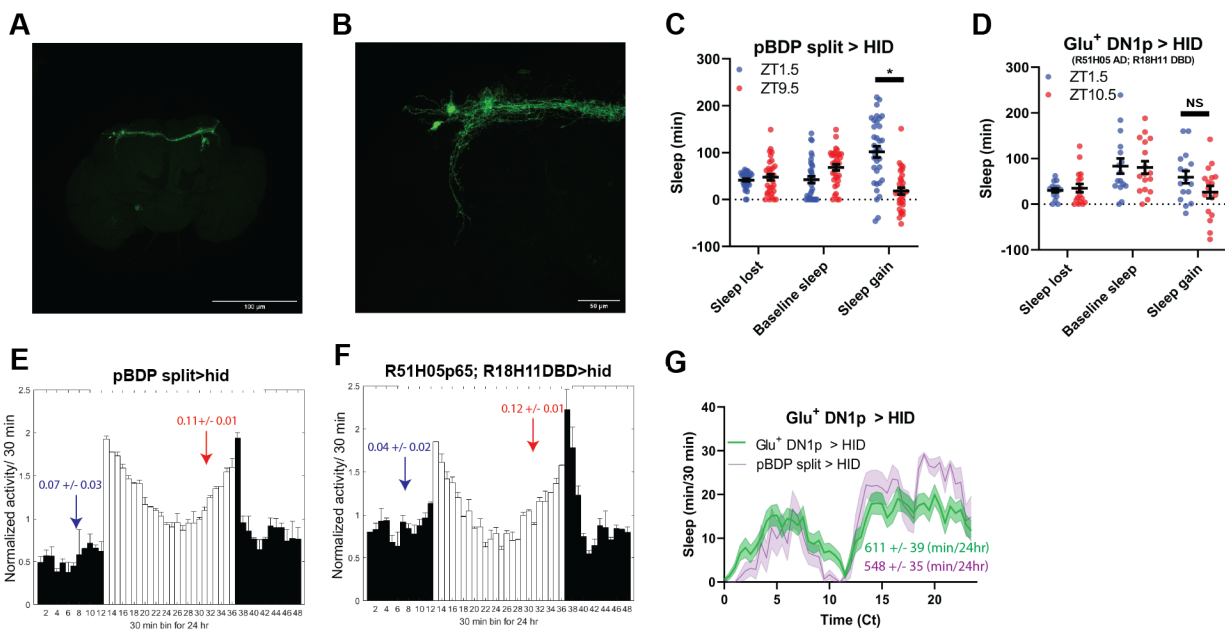 A
100 µm
B
50 µm
C
pBDP split > HID
ZT1.5
ZT9.5
*
Sleep (min)
300
200
100
0
-100
Sleep lost
Baseline sleep
Sleep gain
D
Glu+ DN1p > HID
(R51H05 AD; R18H11 DBD)
ZT1.5
ZT10.5
NS
Sleep (min)
300
200
100
0
-100
Sleep lost
Baseline sleep
Sleep gain
E
pBDP split>hid
Normalized activity/ 30 min
2.5
2
1.5
1
0.5
0
0.07 +/- 0.03
0.11+/- 0.01
2 4 6 8 10 12 14 16 18 20 22 24 26 28 30 32 34 36 38 40 42 44 46 48
30 min bin for 24 hr
F
R51H05p65; R18H11DBD>hid
Normalized activity/ 30 min
2.5
2
1.5
1
0.5
0
0.04 +/- 0.02
0.12 +/- 0.01
2 4 6 8 10 12 14 16 18 20 22 24 26 28 30 32 34 36 38 40 42 44 46 48
30 min bin for 24 hr
G
Glu+ DN1p > HID
Glu+ DN1p > HID
pBDP split > HID
Sleep (min/30 min)
40
30
20
10
0
611 +/- 39 (min/24hr)
548 +/- 35 (min/24hr)
0 5 10 15 20
Time (Ct)